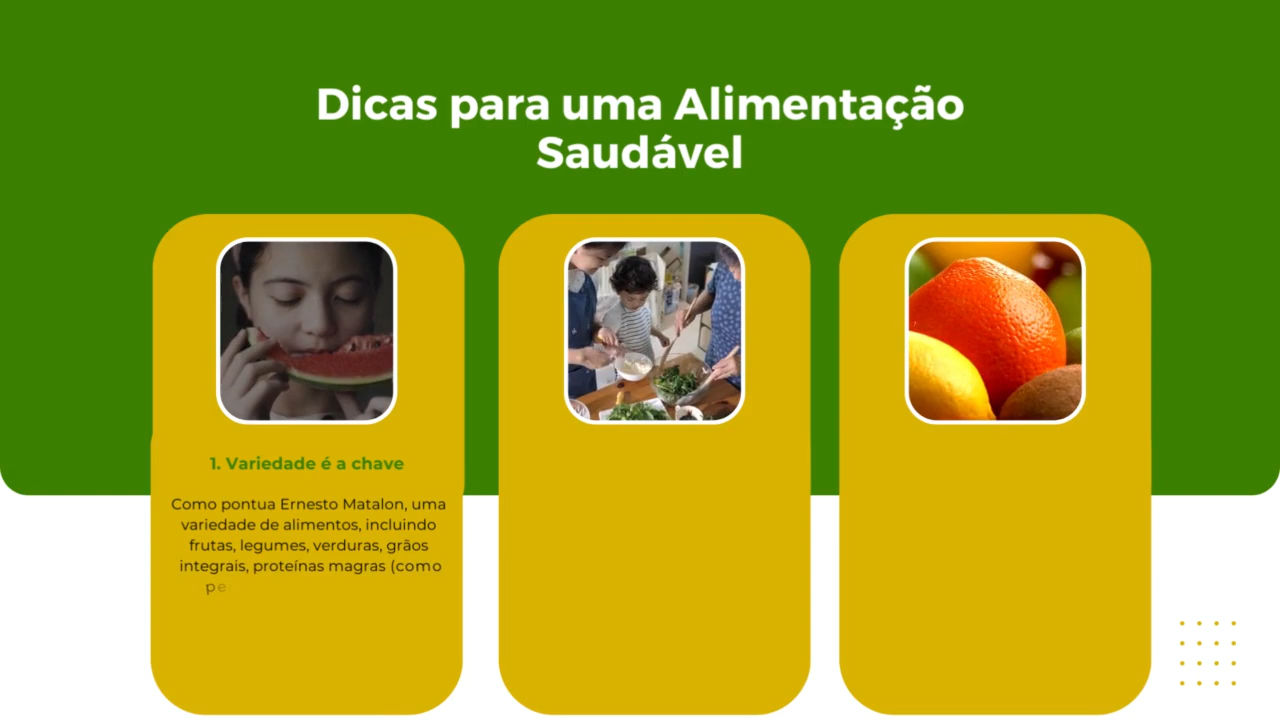 Dicas para uma Alimentação
Saudável
1. Variedade é a chave
Como pontua Ernesto Matalon, uma
variedade de alimentos, incluindo
frutas, legumes, verduras, grãos
integrais, proteínas magras (como
pe